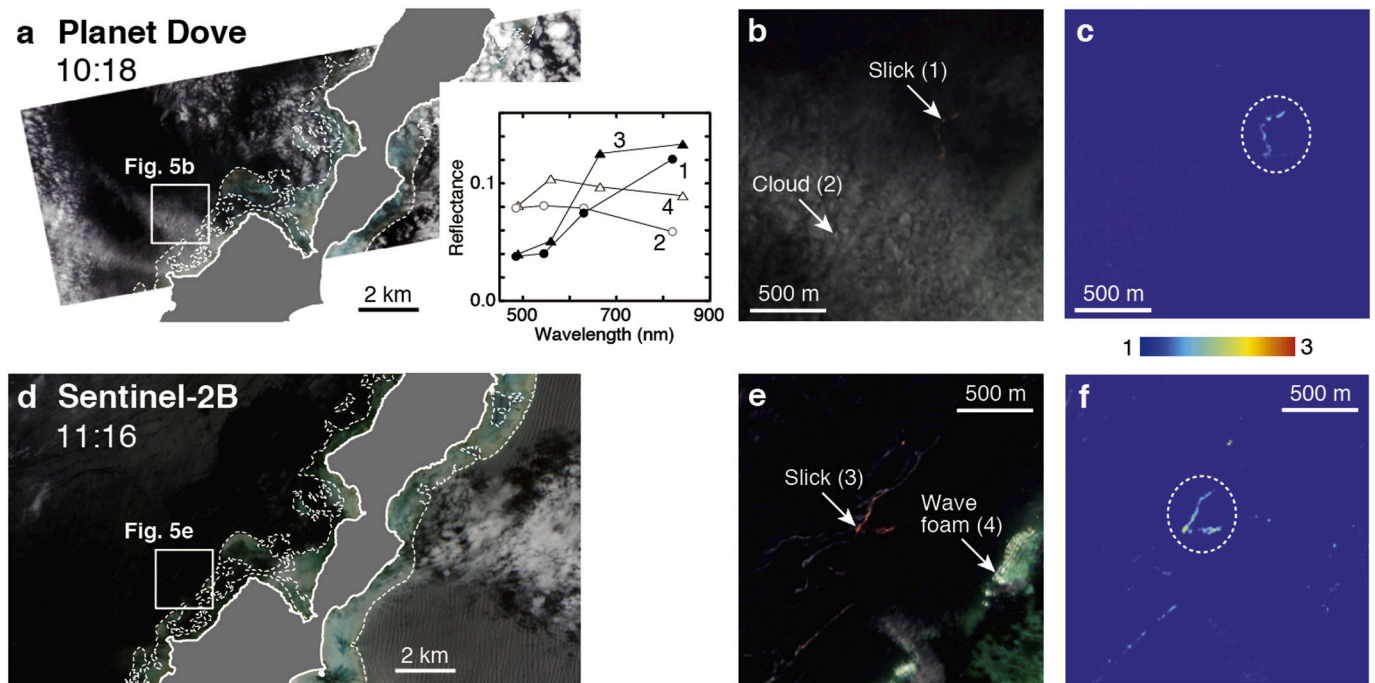 a Planet Dove
10:18
Fig. 5b
2 km
Reflectance
0.1
0.0
3
1
4
2
500 700 900
Wavelength (nm)
b
Slick (1)
Cloud (2)
500 m
c
500 m
1 3
d Sentinel-2B
11:16
Fig. 5e
2 km
e
500 m
Slick (3)
Wave
foam (4)
f
500 m